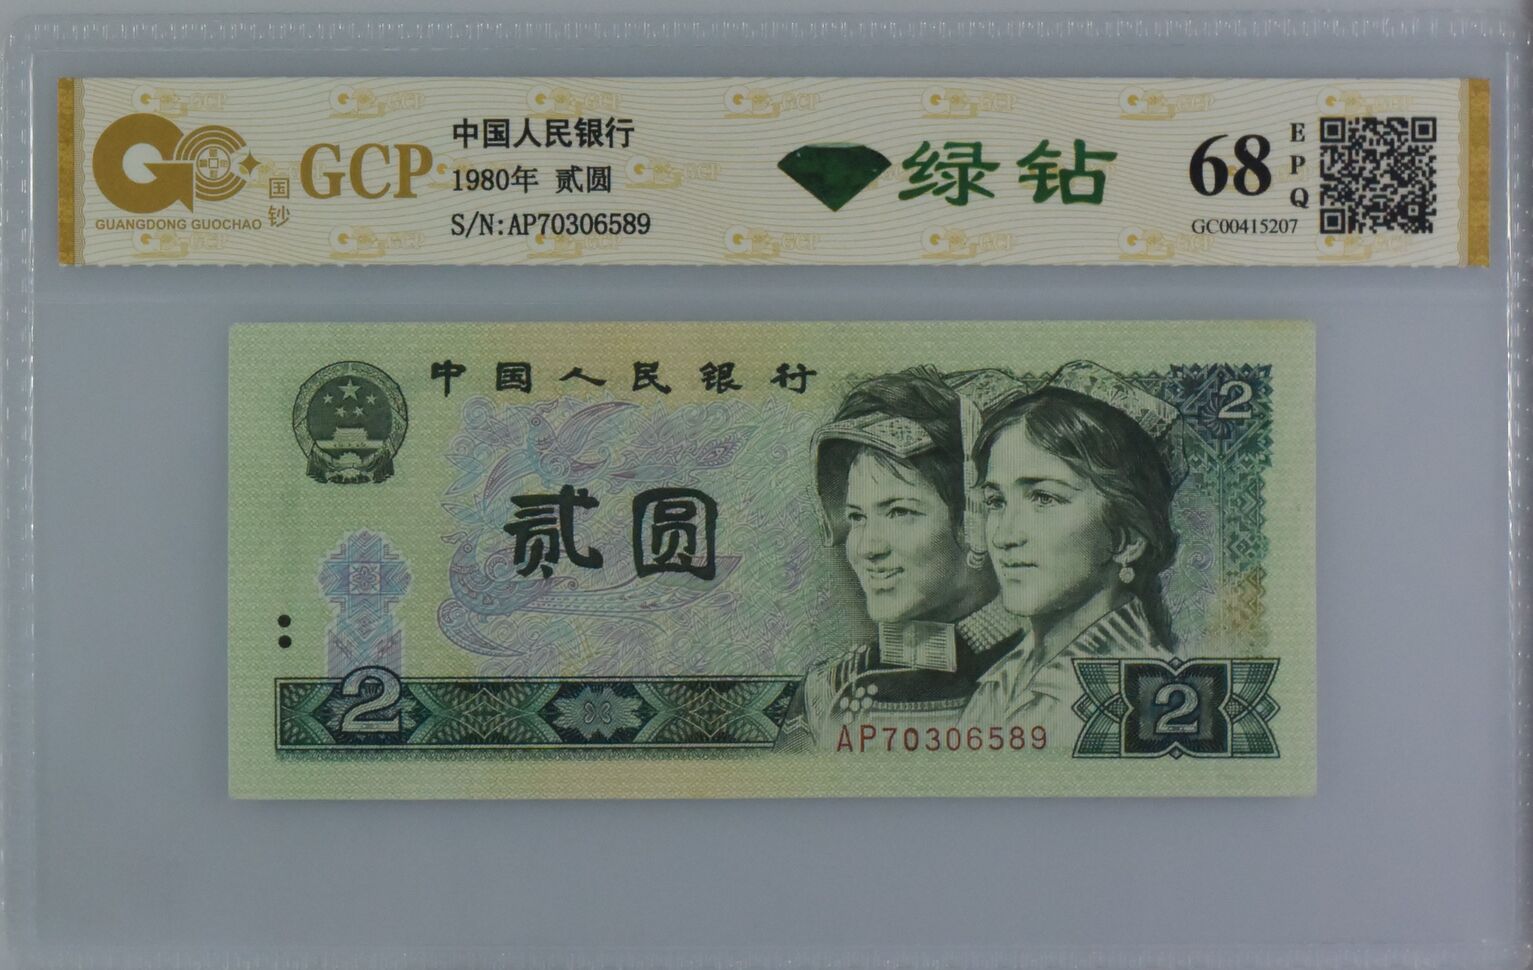 GCP
国钞
GUANGDONG GUOCHAO
中国人民银行
1980年 贰圆
S/N:AP70306589
绿钻
68
EPQ
GC00415207
中国人民银行
2
贰圆
2
AP70306589
2